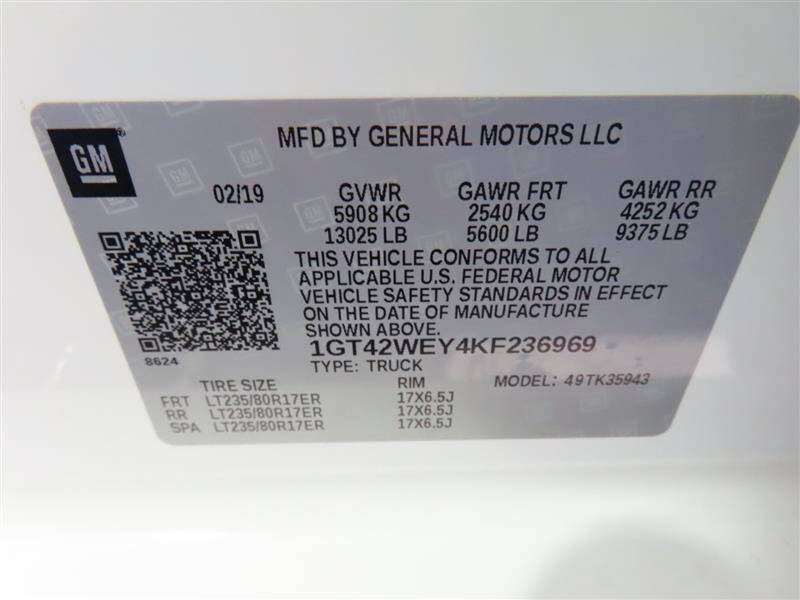 GM
MFD BY GENERAL MOTORS LLC
02/19 GVWR GAWR FRT GAWR RR
5908 KG 2540 KG 4252 KG
13025 LB 5600 LB 9375 LB
THIS VEHICLE CONFORMS TO ALL
APPLICABLE U.S. FEDERAL MOTOR
VEHICLE SAFETY STANDARDS IN EFFECT
ON THE DATE OF MANUFACTURE
SHOWN ABOVE.
8624
1GT42WEY4KF236969
TYPE: TRUCK MODEL: 49TK35943
TIRE SIZE RIM
FRT LT235/80R17ER 17X6.5J
RR LT235/80R17ER 17X6.5J
SPA LT235/80R17ER 17X6.5J